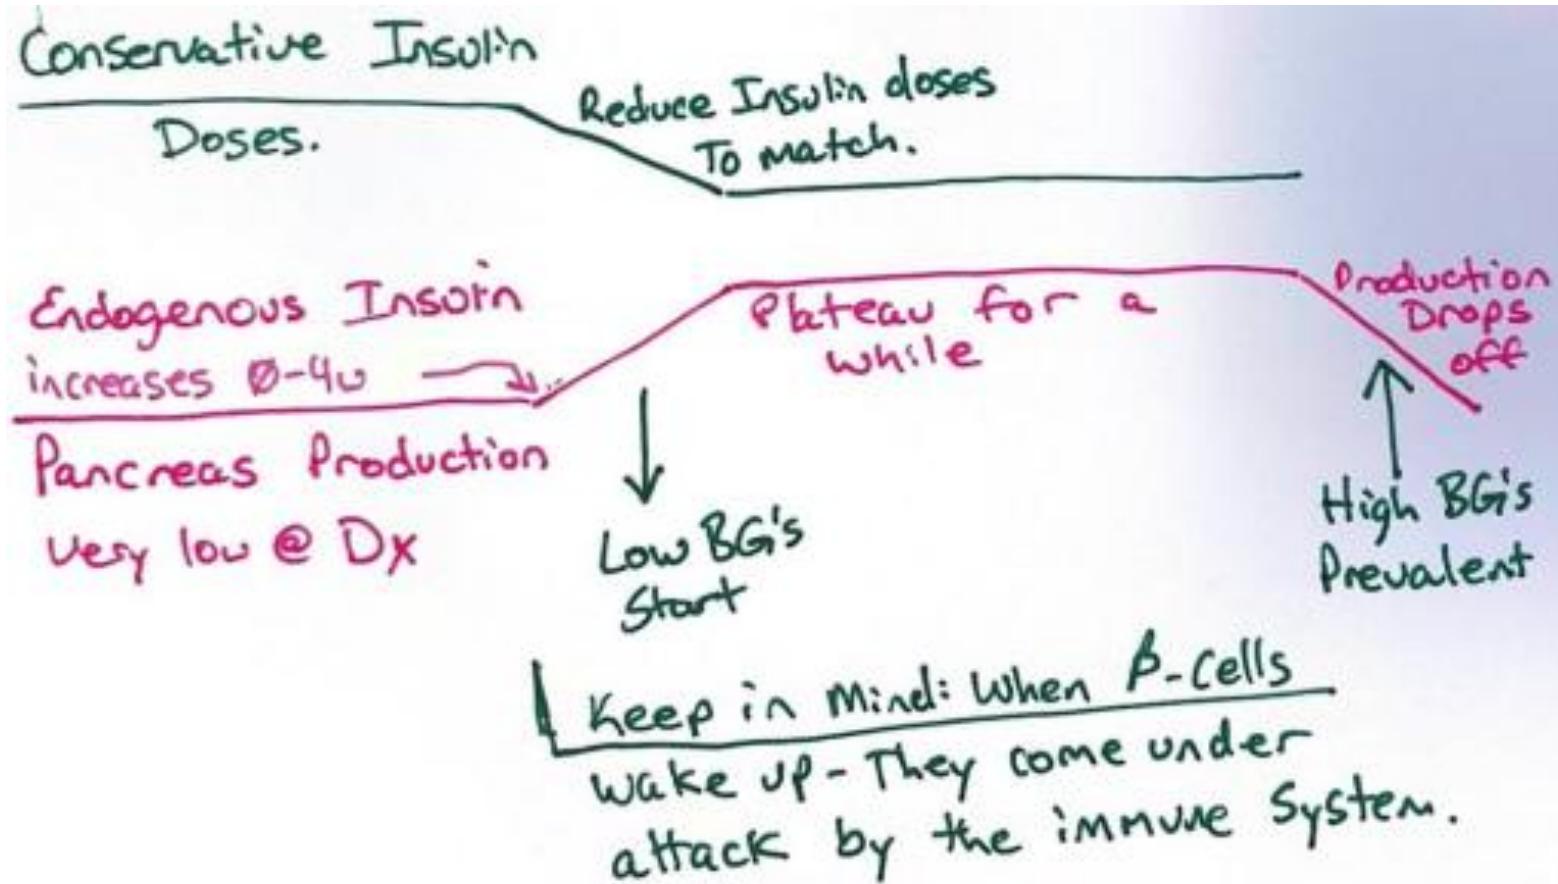 Conservative Insulin
Doses.
Reduce Insulin doses
To match.
Endogenous Insulin
increases Ø-4u
Pancreas Production
Very low @ Dx
Plateau for a
while
Production
Drops
off
Low BG's
Start
High BG's
Prevalent
Keep in Mind: When β-Cells
wake up - They come under
attack by the immune System.